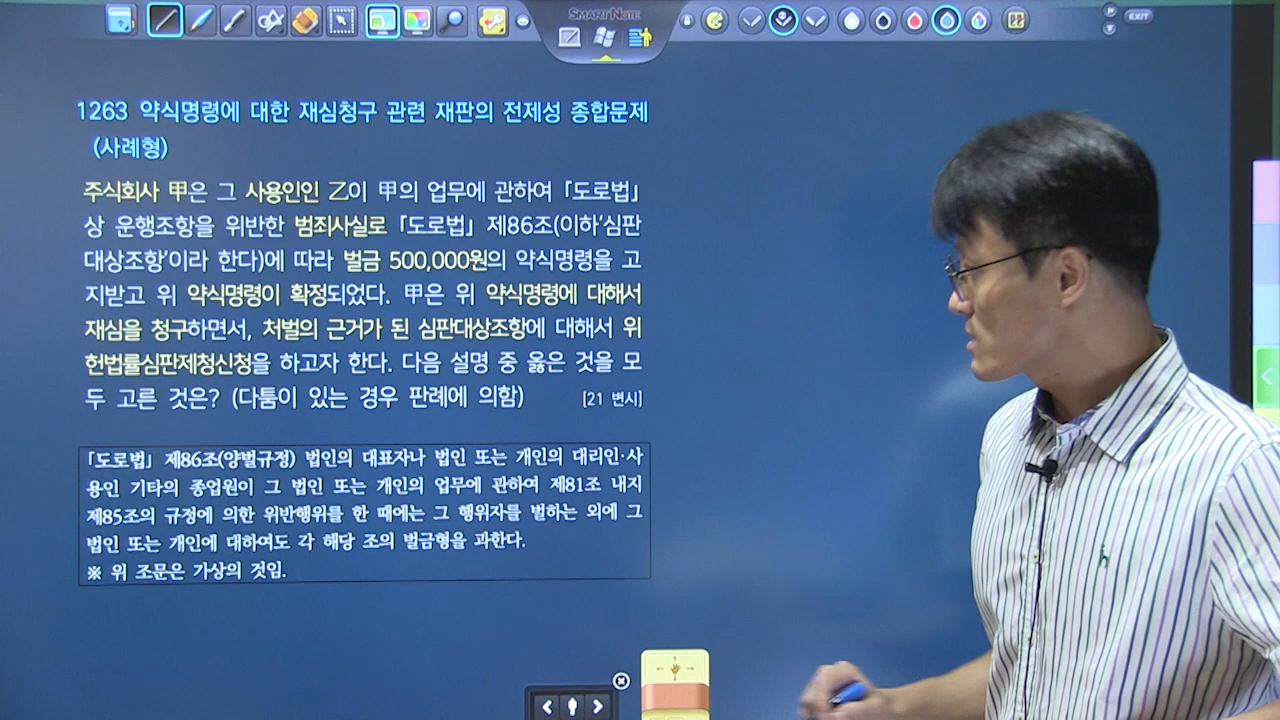 SMARTNOTE
EXIT
1263 약식명령에 대한 재심청구 관련 재판의 전제성 종합문제
(사례형)
주식회사 甲은 그 사용인인 乙이 甲의 업무에 관하여 「도로법」
상 운행조항을 위반한 범죄사실로 「도로법」 제86조(이하'심판
대상조항'이라 한다)에 따라 벌금 500,000원의 약식명령을 고
지받고 위 약식명령이 확정되었다. 甲은 위 약식명령에 대해서
재심을 청구하면서, 처벌의 근거가 된 심판대상조항에 대해서 위
헌법률심판제청신청을 하고자 한다. 다음 설명 중 옳은 것을 모
두 고른 것은? (다툼이 있는 경우 판례에 의함) [21 변시]
「도로법」 제86조(양벌규정) 법인의 대표자나 법인 또는 개인의 대리인·사
용인 기타의 종업원이 그 법인 또는 개인의 업무에 관하여 제81조 내지
제85조의 규정에 의한 위반행위를 한 때에는 그 행위자를 벌하는 외에 그
법인 또는 개인에 대하여도 각 해당 조의 벌금형을 과한다.
※ 위 조문은 가상의 것임.